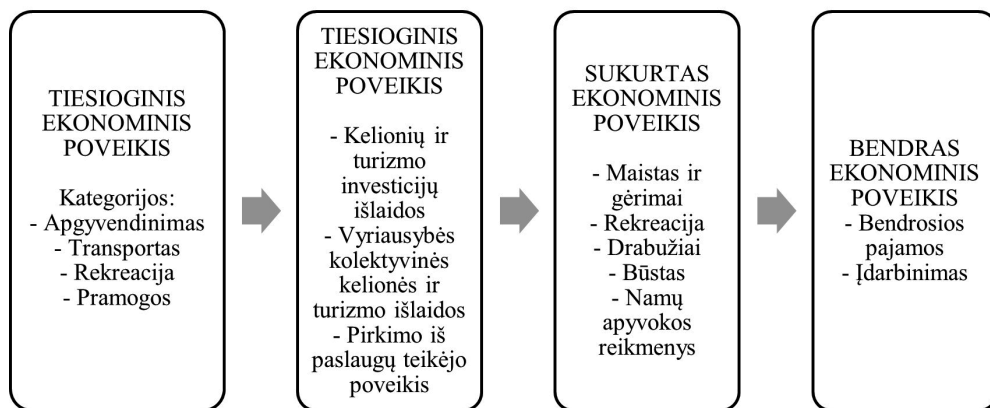 TIESIOGINIS
EKONOMINIS
POVEIKIS
Kategorijos:
- Apgyvendinimas
- Transportas
- Rekreacija
- Pramogos
TIESIOGINIS
EKONOMINIS
POVEIKIS
- Kelionių ir
turizmo
investicijų
išlaidos
- Vyriausybės
kolektyvinės
kelionės ir
turizmo išlaidos
- Pirkimo iš
paslaugų teikėjo
poveikis
SUKURTAS
EKONOMINIS
POVEIKIS
- Maistas ir
gėrimai
- Rekreacija
- Drabužiai
- Būstas
- Namų
apyvokos
reikmenys
BENDRAS
EKONOMINIS
POVEIKIS
- Bendrosios
pajamos
- Įdarbinimas